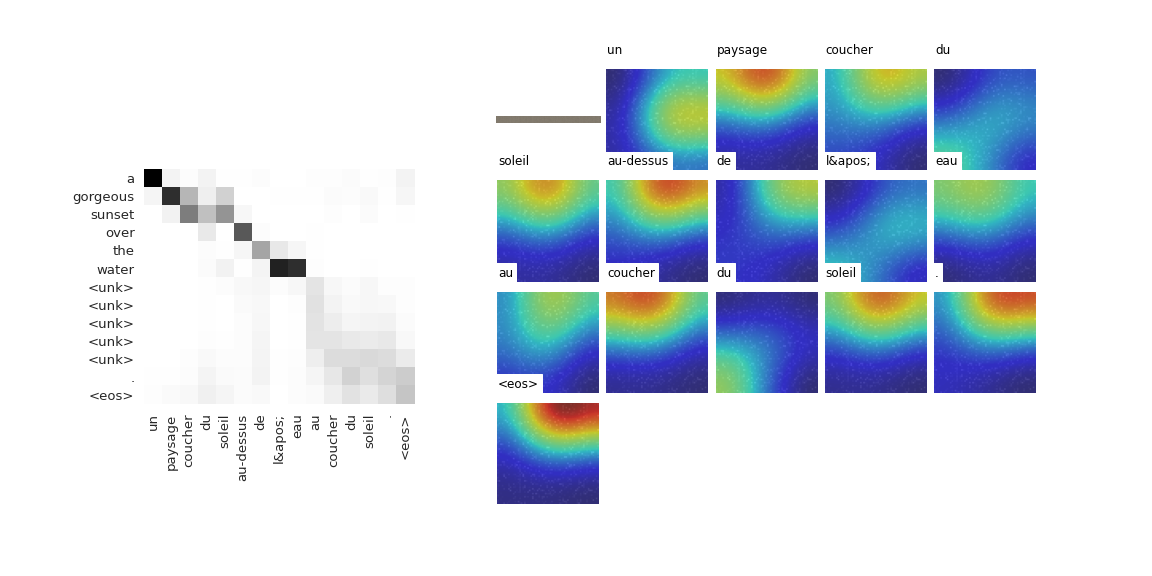 a
gorgeous
sunset
over
the
water
<unk>
<unk>
<unk>
<unk>
<unk>
.
<eos>
un
paysage
coucher
du
soleil
au-dessus
de
l&apos;
eau
au
coucher
du
soleil
.
<eos>
un paysage coucher du
soleil au-dessus de l&apos; eau
au coucher du soleil .
<eos>